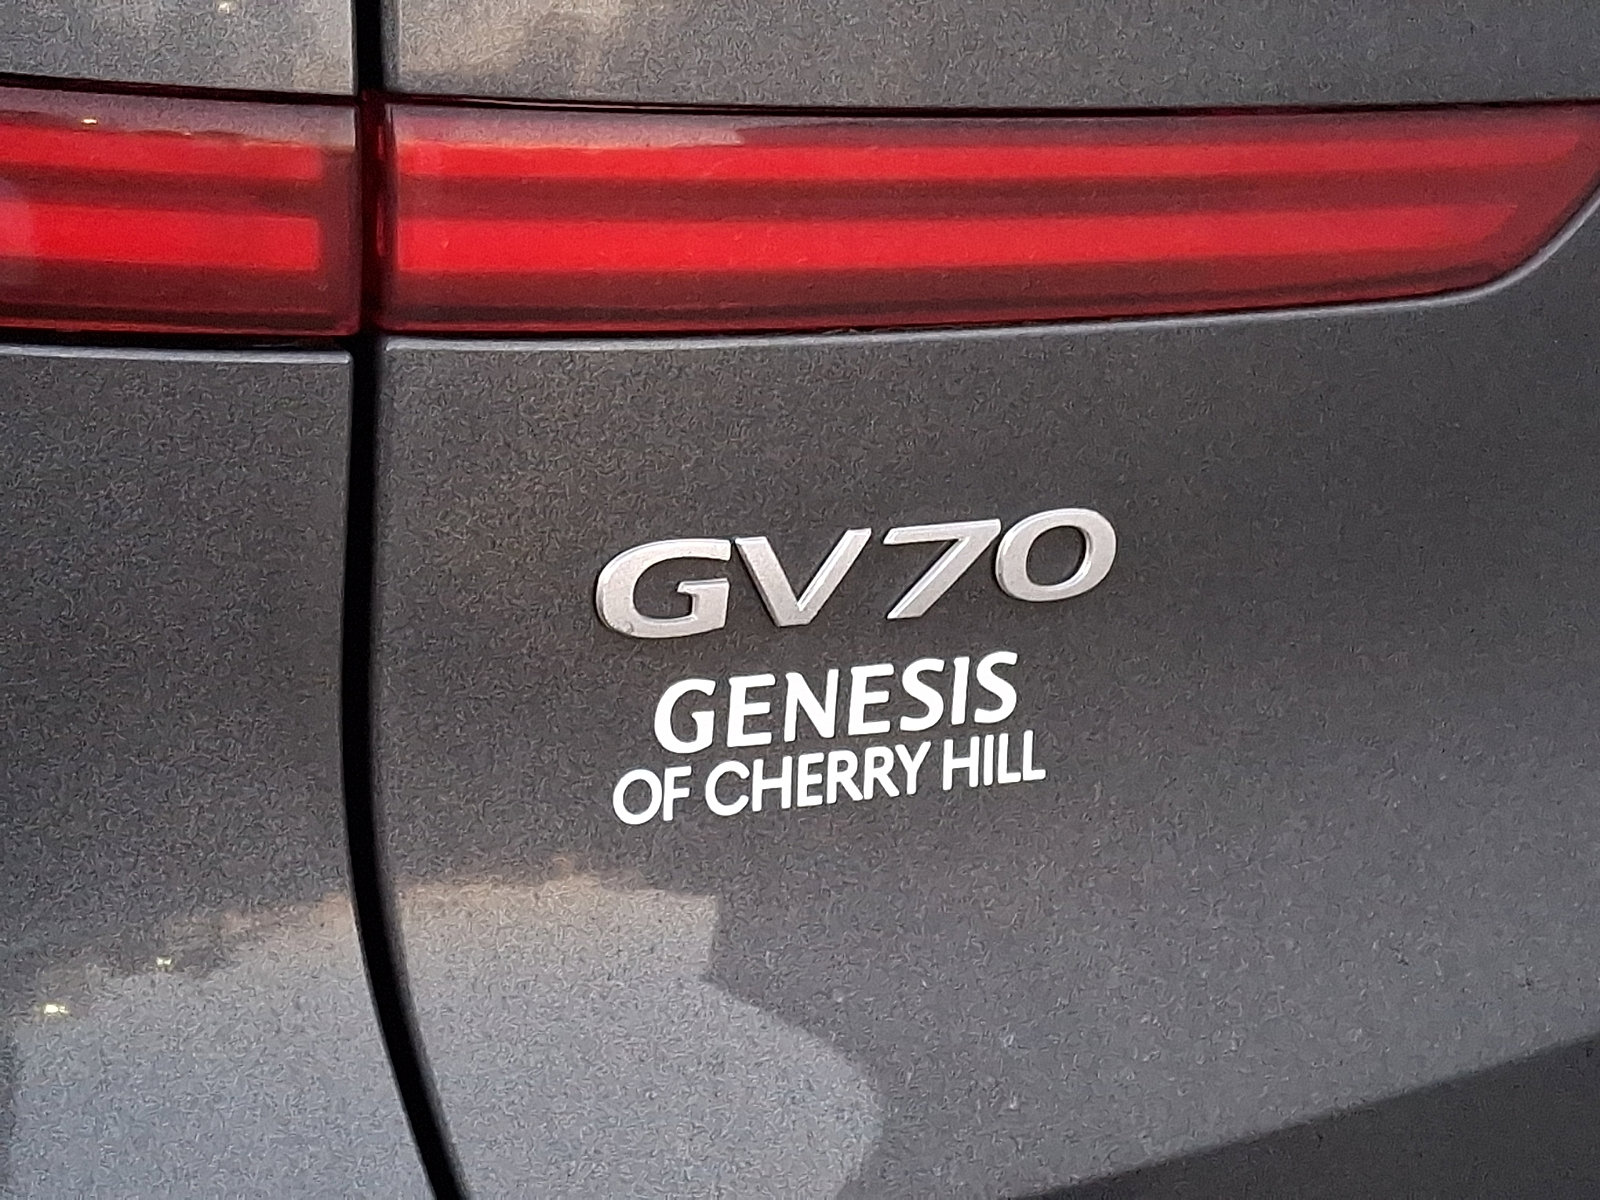 GV70
GENESIS
OF CHERRY HILL